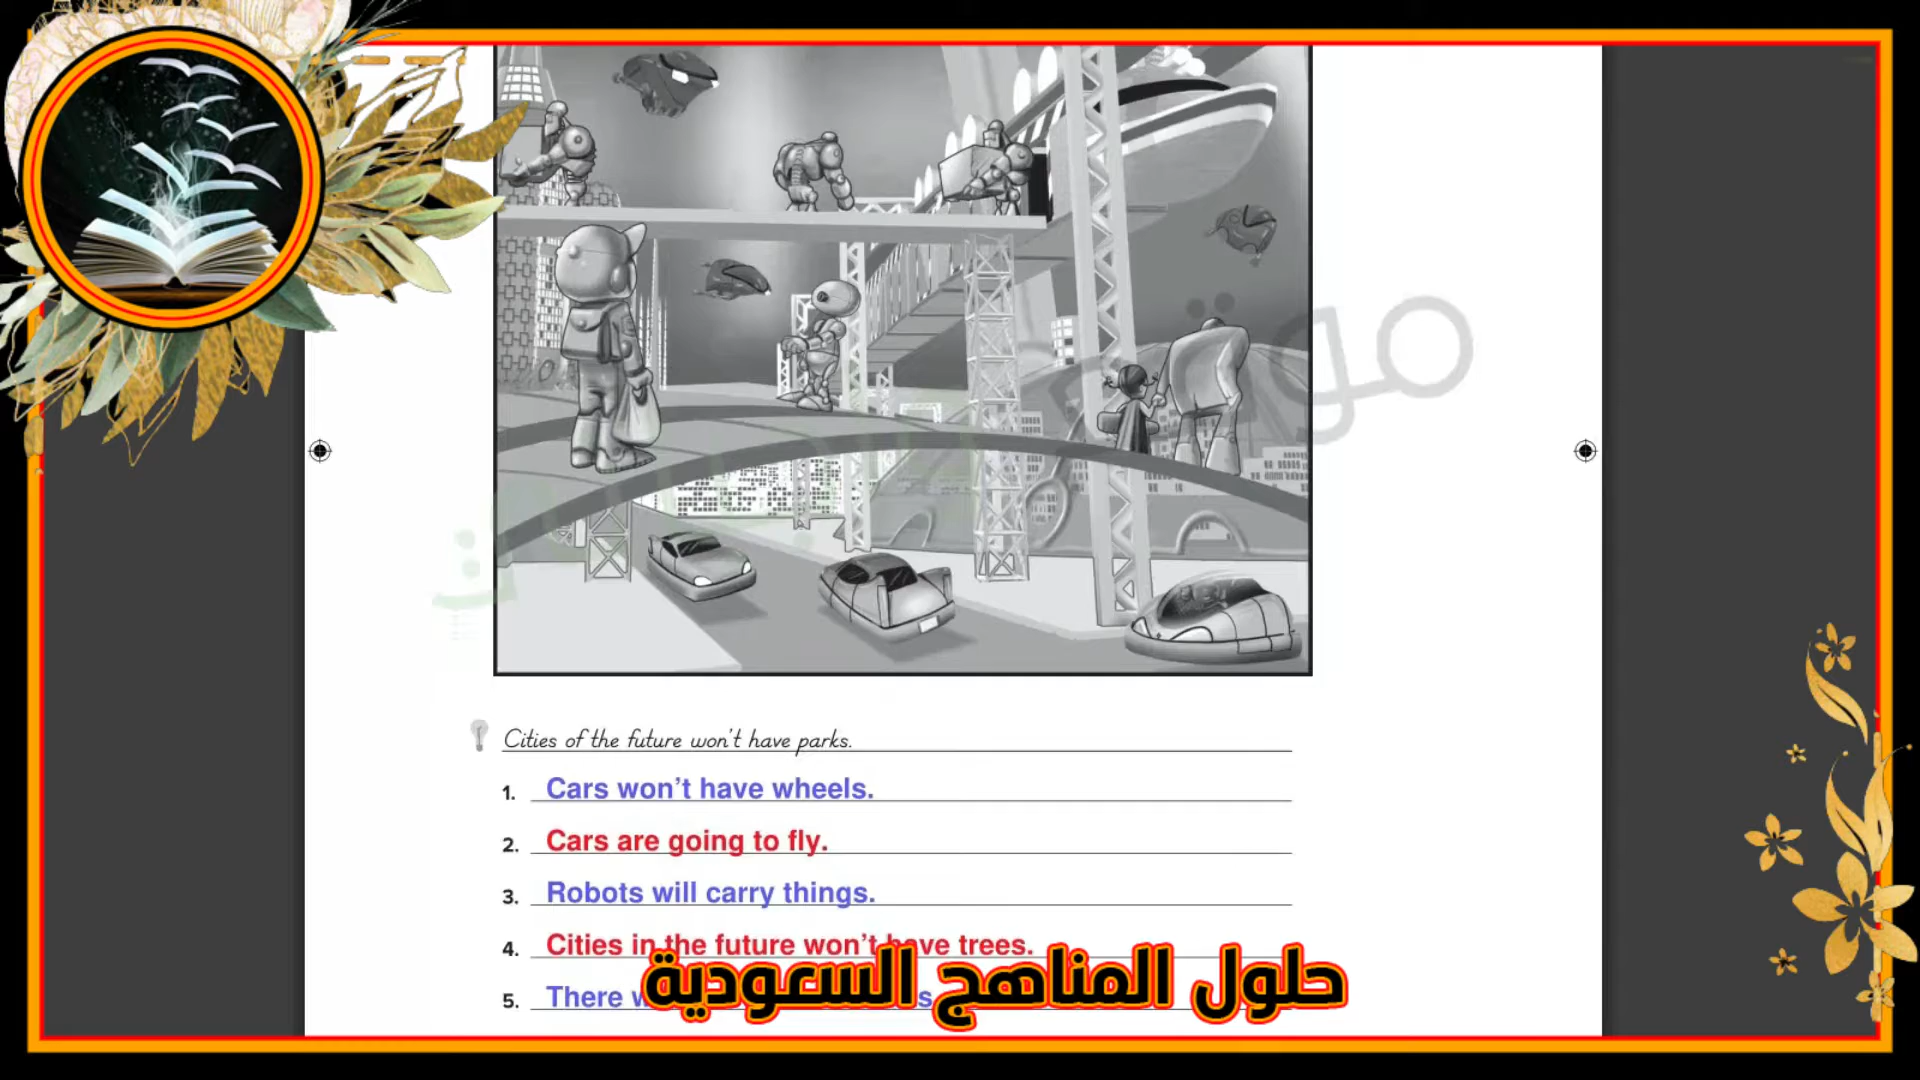 Cities of the future won't have parks.
1. Cars won't have wheels.
2. Cars are going to fly.
3. Robots will carry things.
4. Cities in the future won't have trees.
5. There
حلول المناهج السعودية